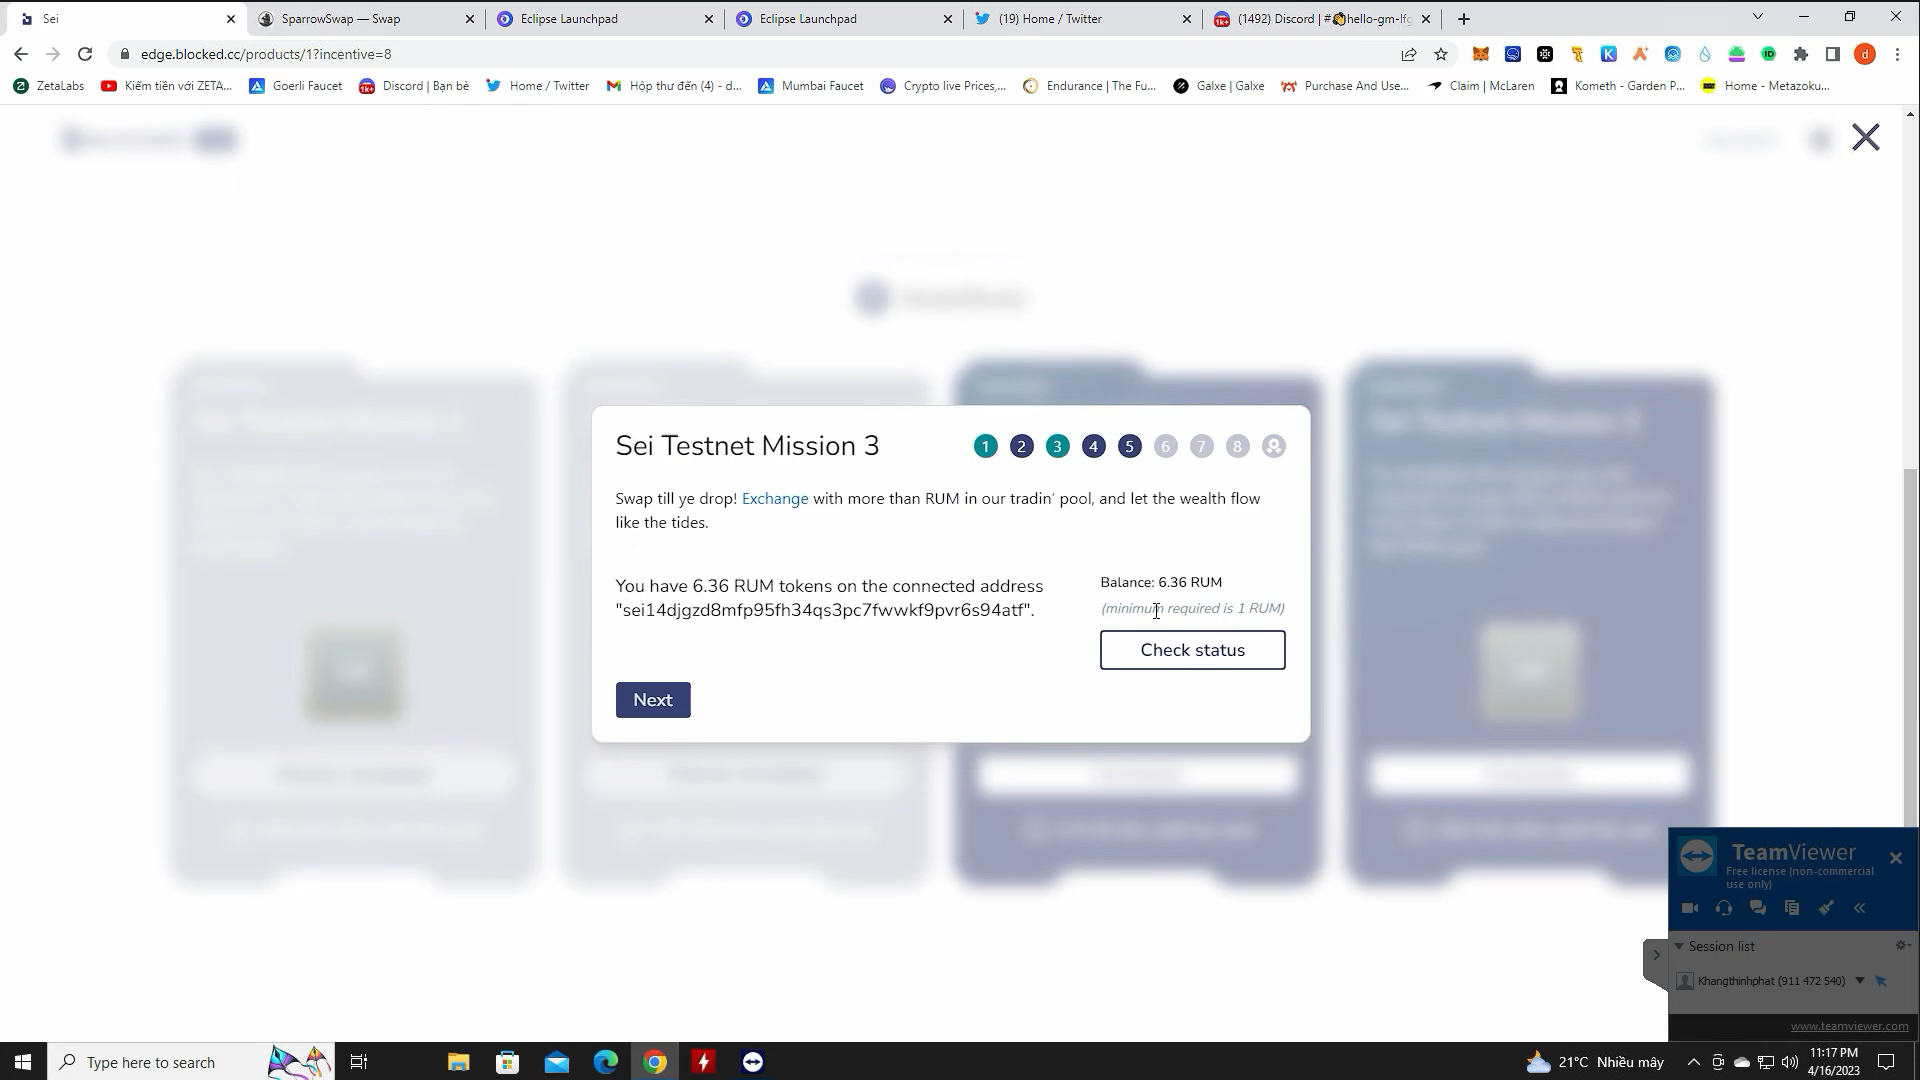 Sei
SparrowSwap — Swap
Eclipse Launchpad
Eclipse Launchpad
(19) Home / Twitter
(1492) Discord | #👋hello-gm-lfg
edge.blocked.cc/products/1?incentive=8
d
ZetaLabs
Kiếm tiền với ZETA...
Goerli Faucet
Discord | Bạn bè
Home / Twitter
Hộp thư đến (4) - d...
Mumbai Faucet
Crypto live Prices,...
Endurance | The Fu...
Galxe | Galxe
Purchase And Use...
Claim | McLaren
Kometh - Garden P...
Home - Metazoku...
Sei Testnet Mission 3
1 2 3 4 5 6 7 8
Swap till ye drop! Exchange with more than RUM in our tradin’ pool, and let the wealth flow
like the tides.
You have 6.36 RUM tokens on the connected address
"sei14djgzd8mfp95fh34qs3pc7fwwkf9pvr6s94atf".
Balance: 6.36 RUM
(minimum required is 1 RUM)
Check status
Next
Sei Testnet Mission 3
TeamViewer
Free license (non-commercial
use only)
Session list
Khangthinhphat (911 472 540)
www.teamviewer.com
Type here to search
21°C Nhiều mây
11:17 PM
4/16/2023